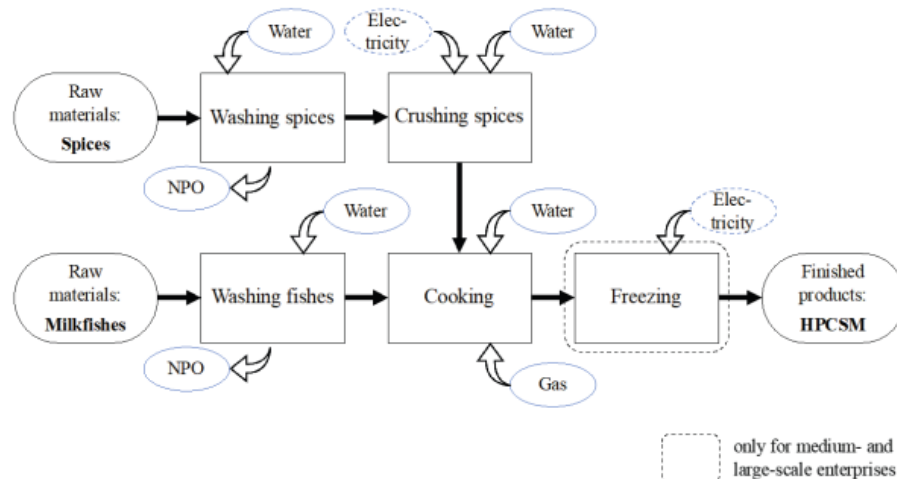 Water
Elec-
tricity
Water
Raw
materials:
Spices
Washing spices
Crushing spices
NPO
Water
Water
Elec-
tricity
Raw
materials:
Milkfishes
Washing fishes
Cooking
Freezing
Finished
products:
HPCSM
NPO
Gas
only for medium- and
large-scale enterprises